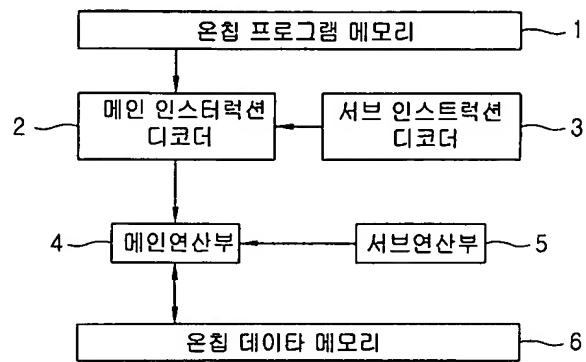 온칩 프로그램 메모리
1
메인 인스터럭션
디코더
2
서브 인스트럭션
디코더
3
4
메인연산부
서브연산부
5
온칩 데이타 메모리
6